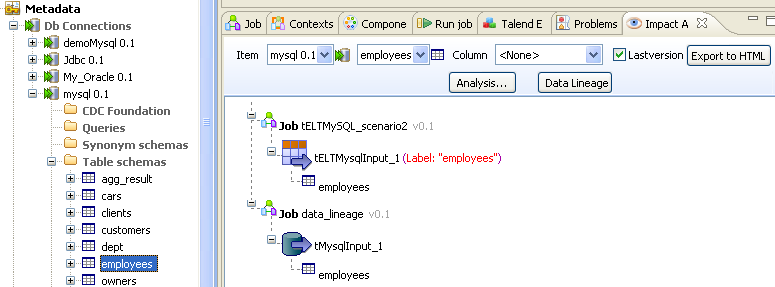 Metadata
Db Connections
demoMysql 0.1
Jdbc 0.1
My_Oracle 0.1
mysql 0.1
CDC Foundation
Queries
Synonym schemas
Table schemas
agg_result
cars
clients
customers
dept
employees
owners
Job Contexts Compone Run job Talend E Problems Impact A
Item mysql 0.1 employees Column <None> Lastversion Export to HTML
Analysis... Data Lineage
Job tELTMySQL_scenario2 v0.1
tELTMysqlInput_1 (Label: "employees")
employees
Job data_lineage v0.1
tMysqlInput_1
employees